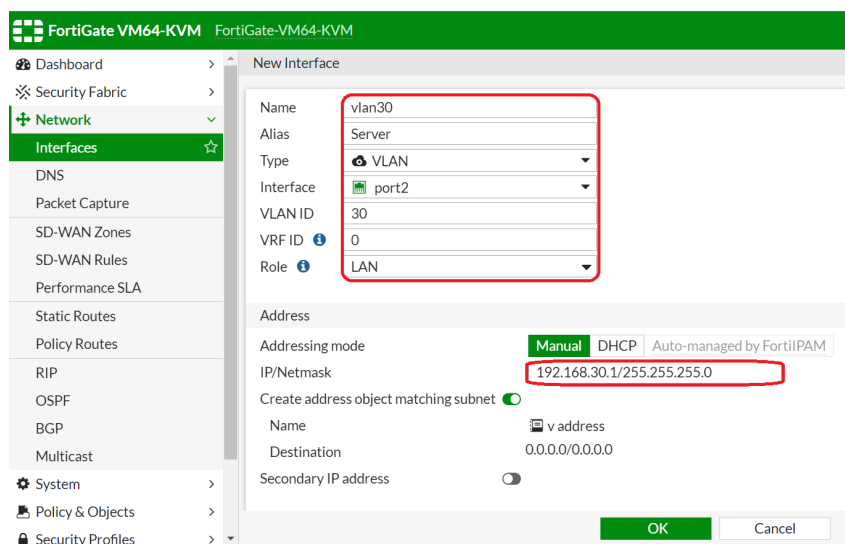 FortiGate VM64-KVM FortiGate-VM64-KVM
Dashboard
Security Fabric
Network
Interfaces
DNS
Packet Capture
SD-WAN Zones
SD-WAN Rules
Performance SLA
Static Routes
Policy Routes
RIP
OSPF
BGP
Multicast
System
Policy & Objects
Security Profiles
New Interface
Name vlan30
Alias Server
Type VLAN
Interface port2
VLAN ID 30
VRF ID 0
Role LAN
Address
Addressing mode Manual DHCP Auto-managed by FortiIPAM
IP/Netmask 192.168.30.1/255.255.255.0
Create address object matching subnet
Name v address
Destination 0.0.0.0/0.0.0.0
Secondary IP address
OK Cancel